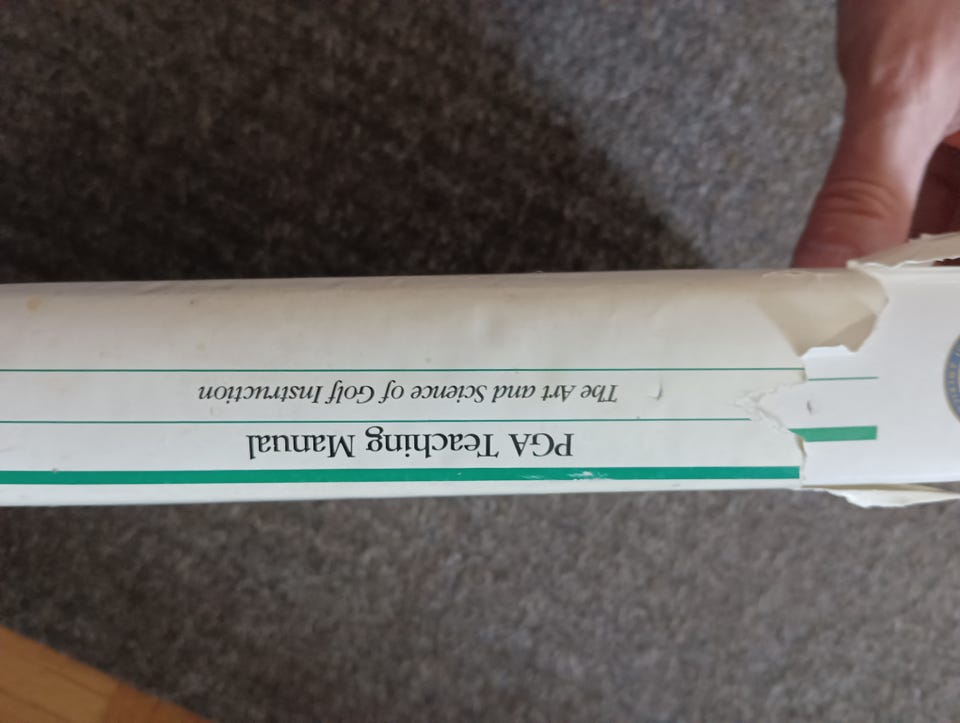 PGA Teaching Manual
The Art and Science of Golf Instruction